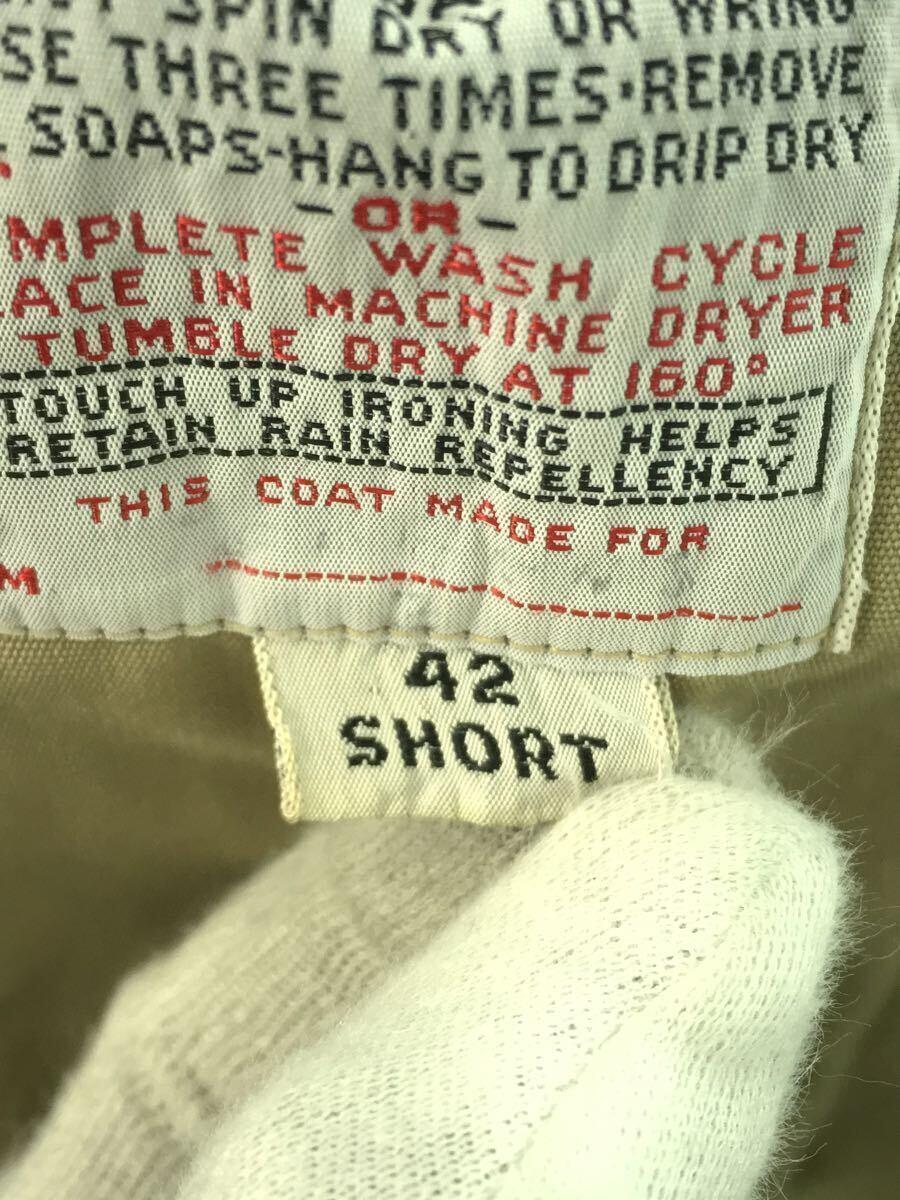 SPIN DRY OR WRING
SE THREE TIMES•REMOVE
SOAPS-HANG TO DRIP DRY
-OR-
MPLETE WASH CYCLE
ACE IN MACHINE DRYER
TUMBLE DRY AT 160°
TOUCH UP IRONING HELPS
RETAIN RAIN REPELLENCY
THIS COAT MADE FOR
M
42
SHORT